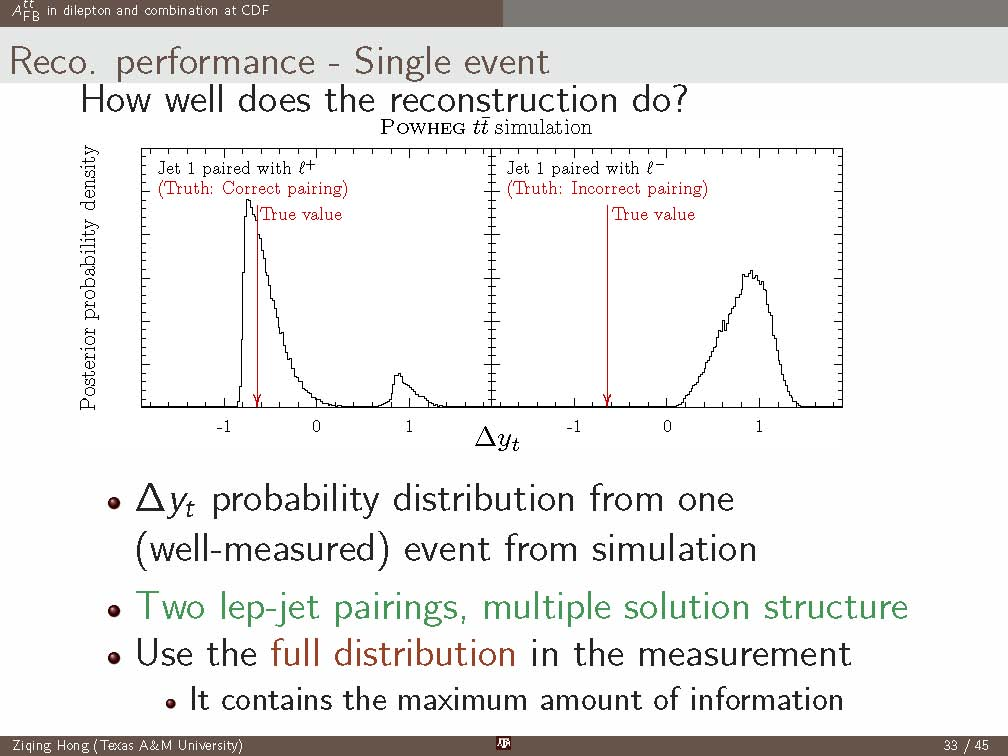 A_FB^tt̄ in dilepton and combination at CDF
Reco. performance - Single event
How well does the reconstruction do?
POWHEG tt̄ simulation
Posterior probability density
Jet 1 paired with ℓ+
(Truth: Correct pairing)
True value
Jet 1 paired with ℓ−
(Truth: Incorrect pairing)
True value
-1 0 1 -1 0 1
Δy_t
Δy_t probability distribution from one
(well-measured) event from simulation
Two lep-jet pairings, multiple solution structure
Use the full distribution in the measurement
It contains the maximum amount of information
Ziqing Hong (Texas A&M University) 33 / 45